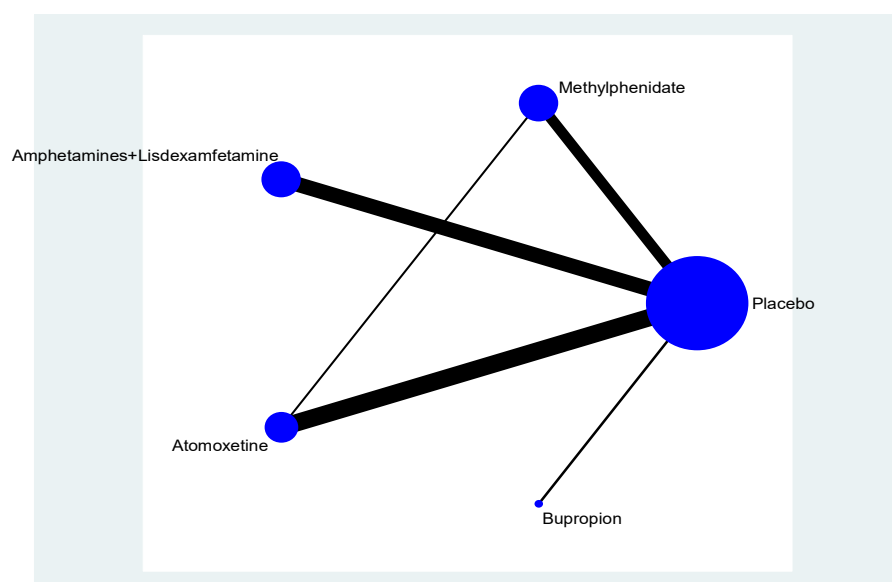 Methylphenidate
Amphetamines+Lisdexamfetamine
Placebo
Atomoxetine
Bupropion